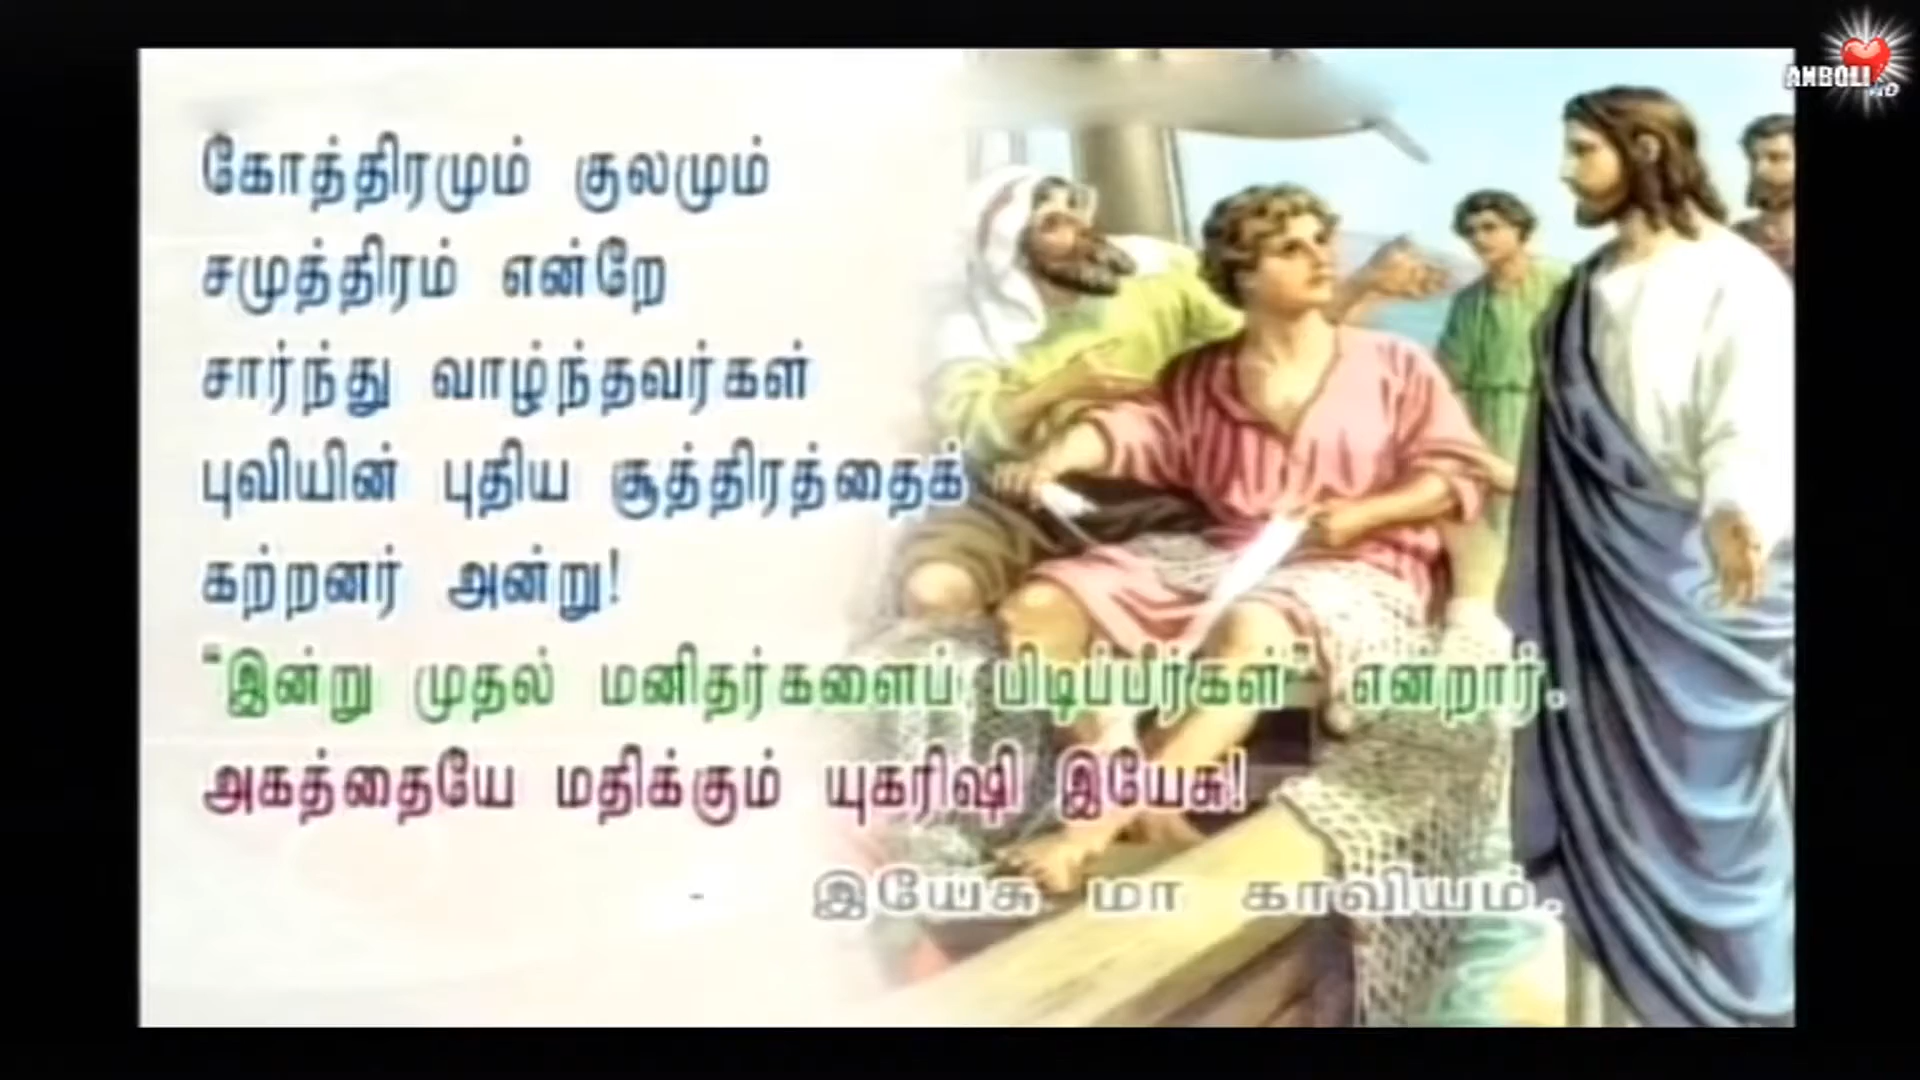 கோத்திரமும் குலமும்
சமுத்திரம் என்றே
சார்ந்து வாழ்ந்தவர்கள்
புவியின் புதிய சூத்திரத்தைக்
கற்றனர் அன்று!
"இன்று முதல் மனிதர்களைப் பிடிப்பீர்கள்" என்றார்.
அகத்தையே மதிக்கும் யுகரிஷி இயேசு!
- இயேசு மா காவியம்.
ANBOLI HD